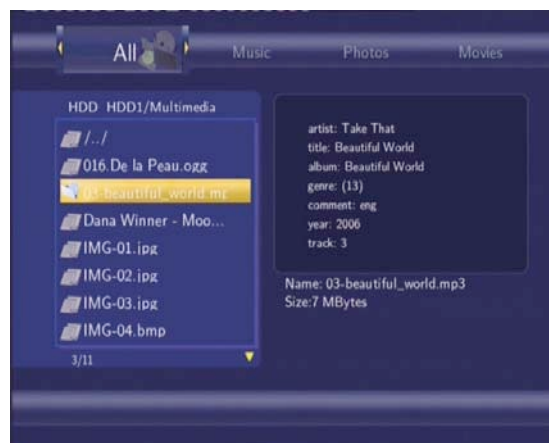 All Music Photos Movies
HDD HDD1/Multimedia
/../
016.De la Peau.ogg
03-beautiful_world.mp
Dana Winner - Moo...
IMG-01.jpg
IMG-02.jpg
IMG-03.jpg
IMG-04.bmp
3/11
artist: Take That
title: Beautiful World
album: Beautiful World
genre: (13)
comment: eng
year: 2006
track: 3
Name: 03-beautiful_world.mp3
Size:7 MBytes